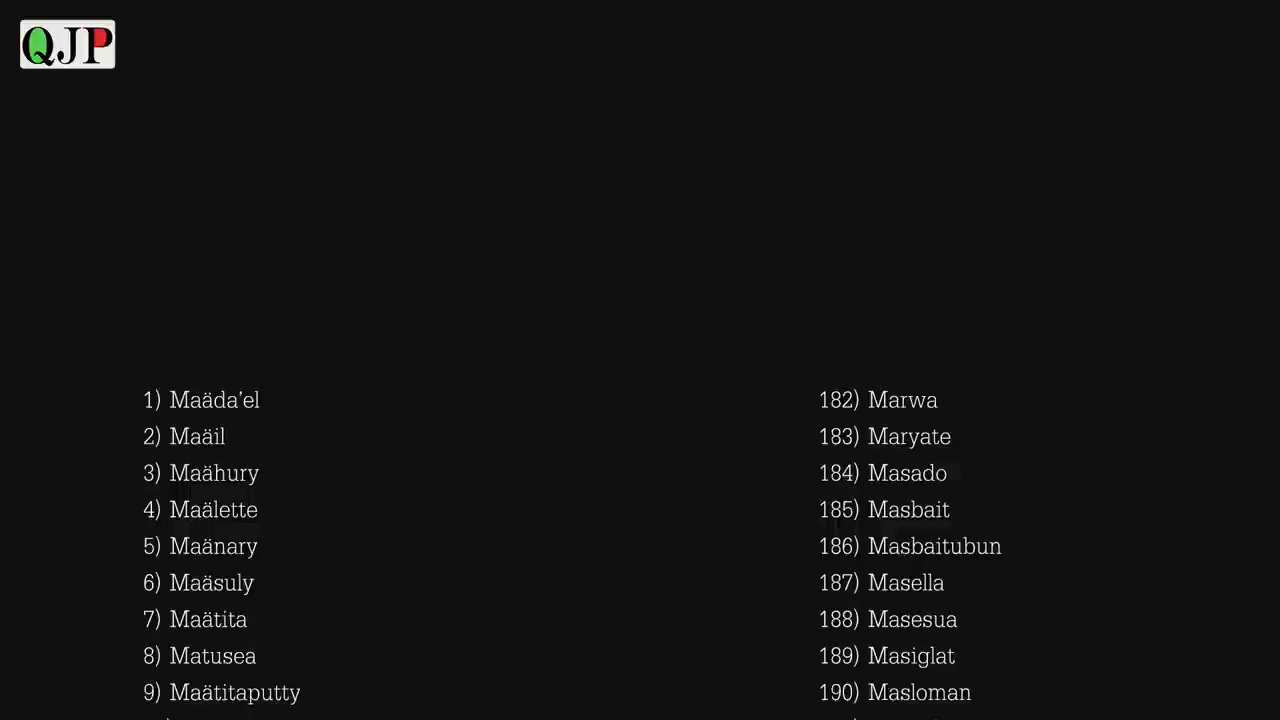 QJP
1) Maäda'el
2) Maäil
3) Maähury
4) Maälette
5) Maänary
6) Maäsuly
7) Maätita
8) Matusea
9) Maätitaputty
182) Marwa
183) Maryate
184) Masado
185) Masbait
186) Masbaitubun
187) Masella
188) Masesua
189) Masiglat
190) Masloman